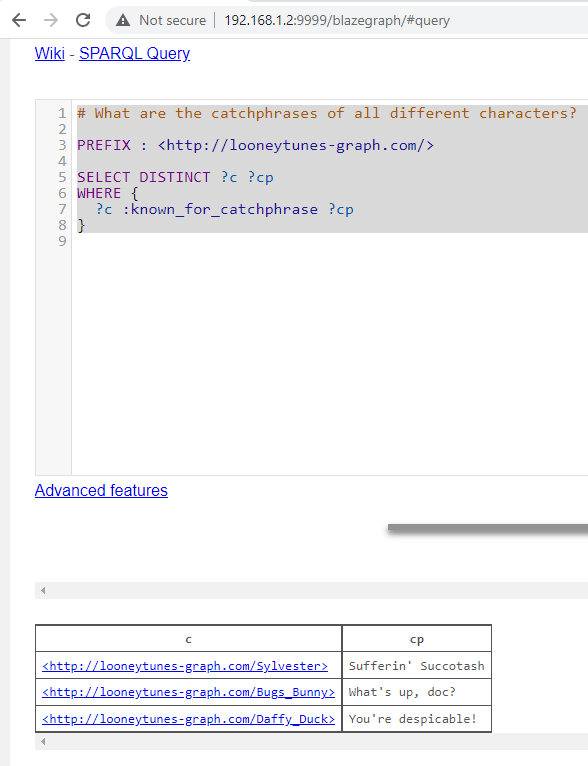 Not secure | 192.168.1.2:9999/blazegraph/#query
Wiki - SPARQL Query
1 # What are the catchphrases of all different characters?
2
3 PREFIX : <http://looneytunes-graph.com/>
4
5 SELECT DISTINCT ?c ?cp
6 WHERE {
7 ?c :known_for_catchphrase ?cp
8 }
9
Advanced features
c cp
<http://looneytunes-graph.com/Sylvester> Sufferin' Succotash
<http://looneytunes-graph.com/Bugs_Bunny> What's up, doc?
<http://looneytunes-graph.com/Daffy_Duck> You're despicable!